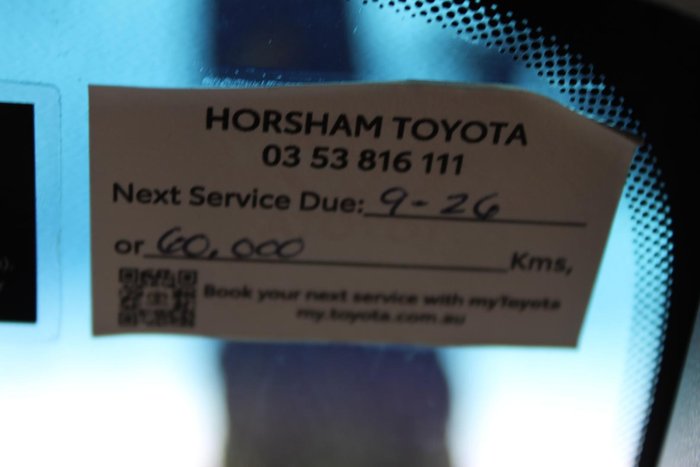 HORSHAM TOYOTA
03 53 816 111
Next Service Due: 9-26
or 60,000 Kms,
Book your next service with myToyota
my.toyota.com.au